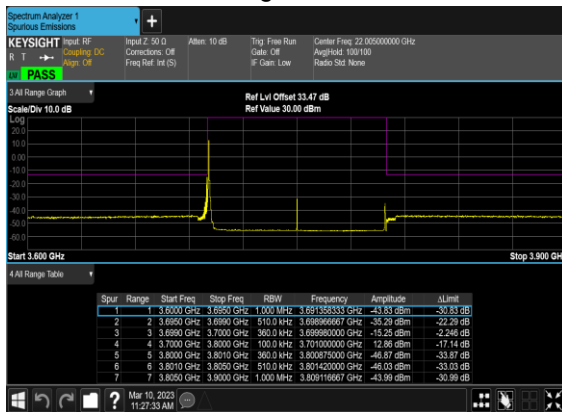 Spectrum Analyzer 1
Spurious Emissions
KEYSIGHT Input: RF Input Z: 50 Ω Atten: 10 dB Trig: Free Run Center Freq: 22.005000000 GHz
R T Coupling: DC Corrections: Off Gate: Off Avg|Hold: 100/100
Align: Off Freq Ref: Int (S) IF Gain: Low Radio Std: None
PASS
3 All Range Graph Ref Lvl Offset 33.47 dB
Scale/Div 10.0 dB Ref Value 30.00 dBm
Log
20.0
10.0
0.00
-10.0
-20.0
-30.0
-40.0
-50.0
-60.0
Start 3.600 GHz Stop 3.900 GH
4 All Range Table
Spur Range Start Freq Stop Freq RBW Frequency Amplitude ΔLimit
1 1 3.6000 GHz 3.6950 GHz 1.000 MHz 3.691358333 GHz -43.83 dBm -30.83 dB
2 2 3.6950 GHz 3.6990 GHz 510.0 kHz 3.698966667 GHz -35.29 dBm -22.29 dB
3 3 3.6990 GHz 3.7000 GHz 360.0 kHz 3.699980000 GHz -15.25 dBm -2.246 dB
4 4 3.7000 GHz 3.8000 GHz 100.0 kHz 3.701000000 GHz 12.86 dBm -17.14 dB
5 5 3.8000 GHz 3.8010 GHz 360.0 kHz 3.800875000 GHz -46.87 dBm -33.87 dB
6 6 3.8010 GHz 3.8050 GHz 510.0 kHz 3.801420000 GHz -46.03 dBm -33.03 dB
7 7 3.8050 GHz 3.9000 GHz 1.000 MHz 3.809116667 GHz -43.99 dBm -30.99 dB
? Mar 10, 2023
11:27:33 AM